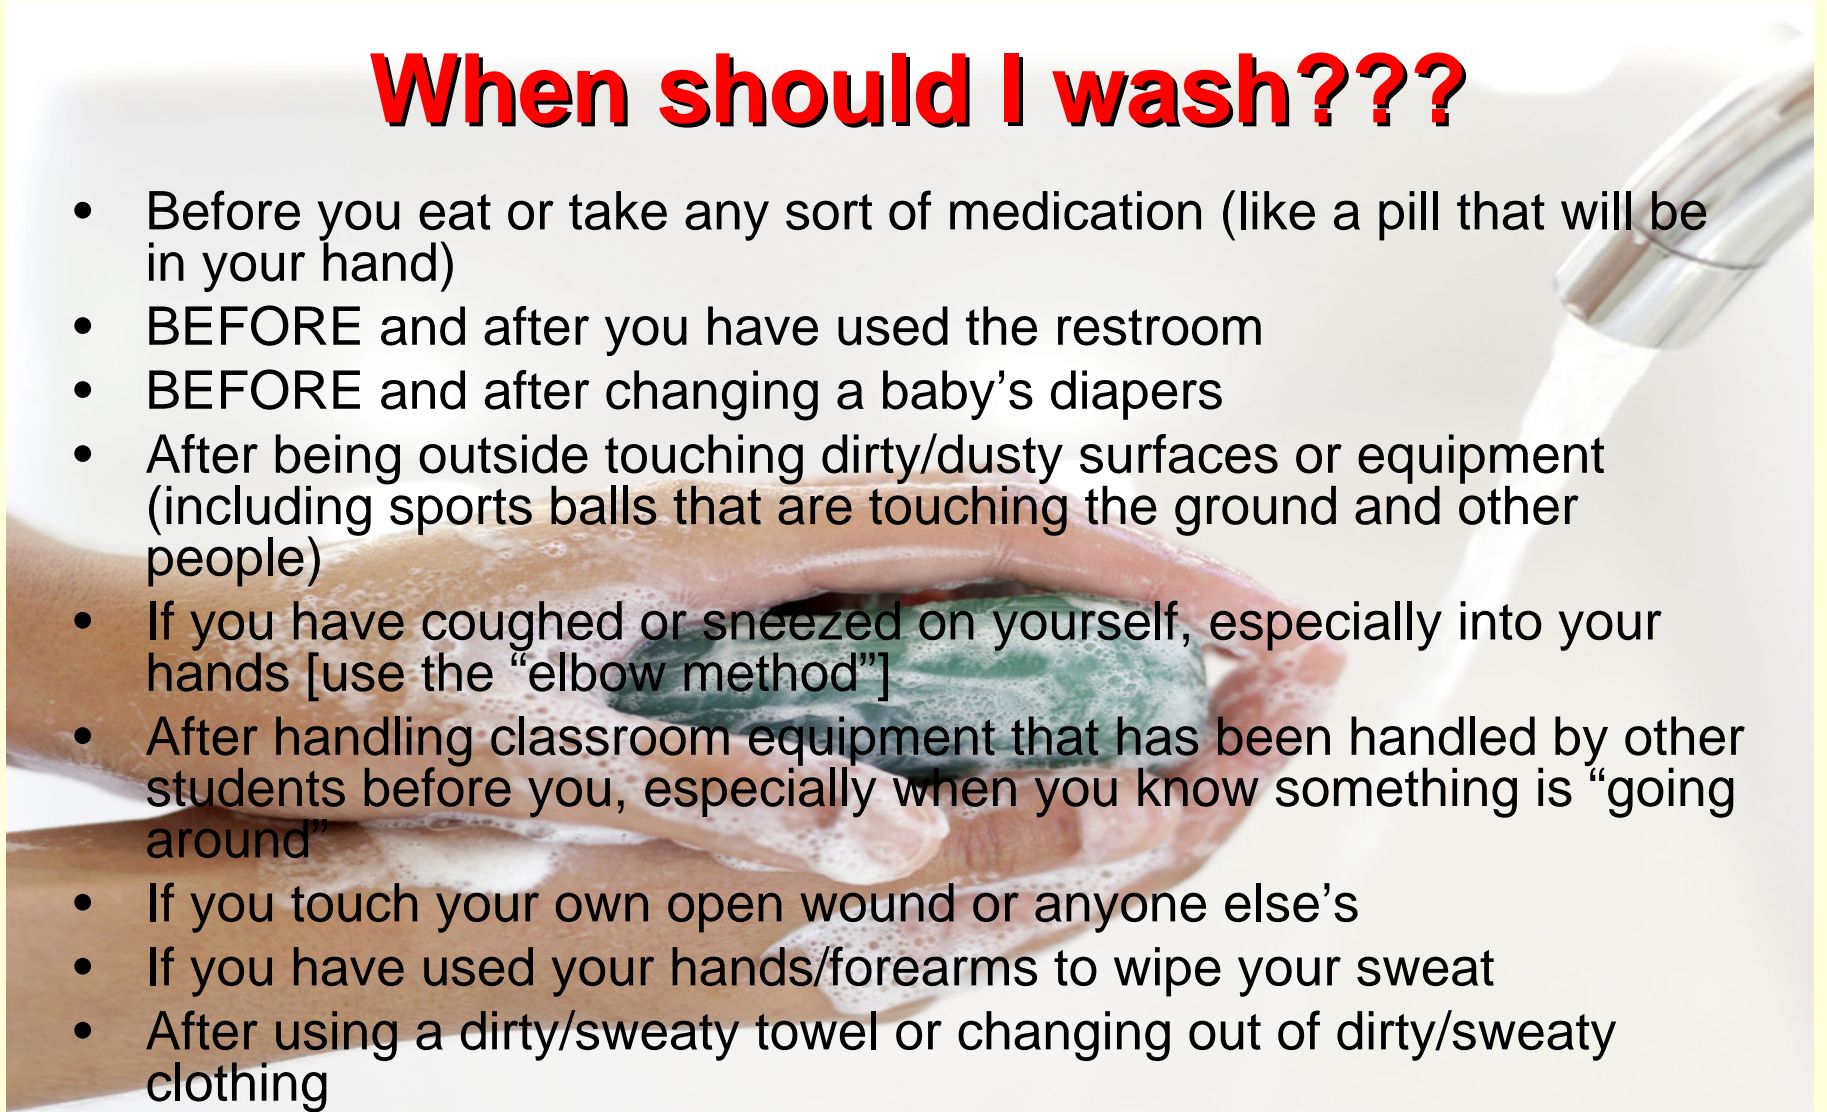 When should I wash???
• Before you eat or take any sort of medication (like a pill that will be
in your hand)
• BEFORE and after you have used the restroom
• BEFORE and after changing a baby’s diapers
• After being outside touching dirty/dusty surfaces or equipment
(including sports balls that are touching the ground and other
people)
• If you have coughed or sneezed on yourself, especially into your
hands [use the “elbow method”]
• After handling classroom equipment that has been handled by other
students before you, especially when you know something is “going
around”
• If you touch your own open wound or anyone else’s
• If you have used your hands/forearms to wipe your sweat
• After using a dirty/sweaty towel or changing out of dirty/sweaty
clothing